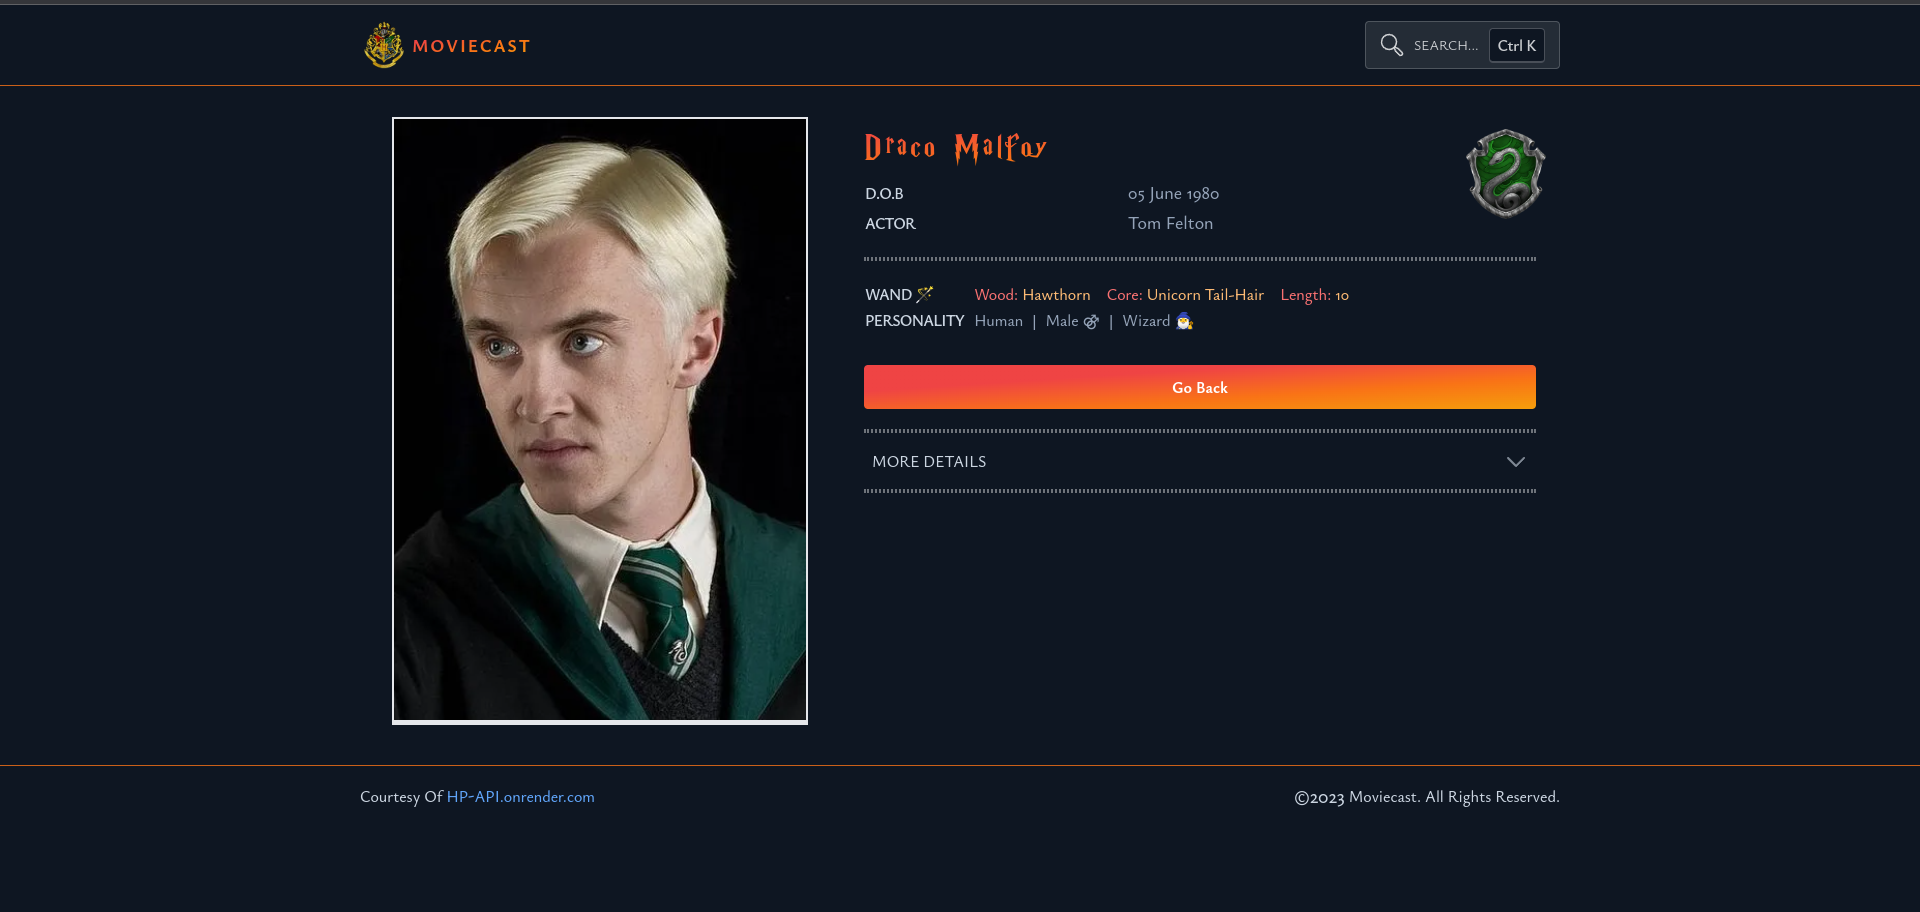 MOVIECAST
SEARCH... Ctrl K
Draco Malfoy
D.O.B 05 June 1980
ACTOR Tom Felton
WAND Wood: Hawthorn Core: Unicorn Tail-Hair Length: 10
PERSONALITY Human | Male | Wizard
Go Back
MORE DETAILS
Courtesy Of HP-API.onrender.com
©2023 Moviecast. All Rights Reserved.